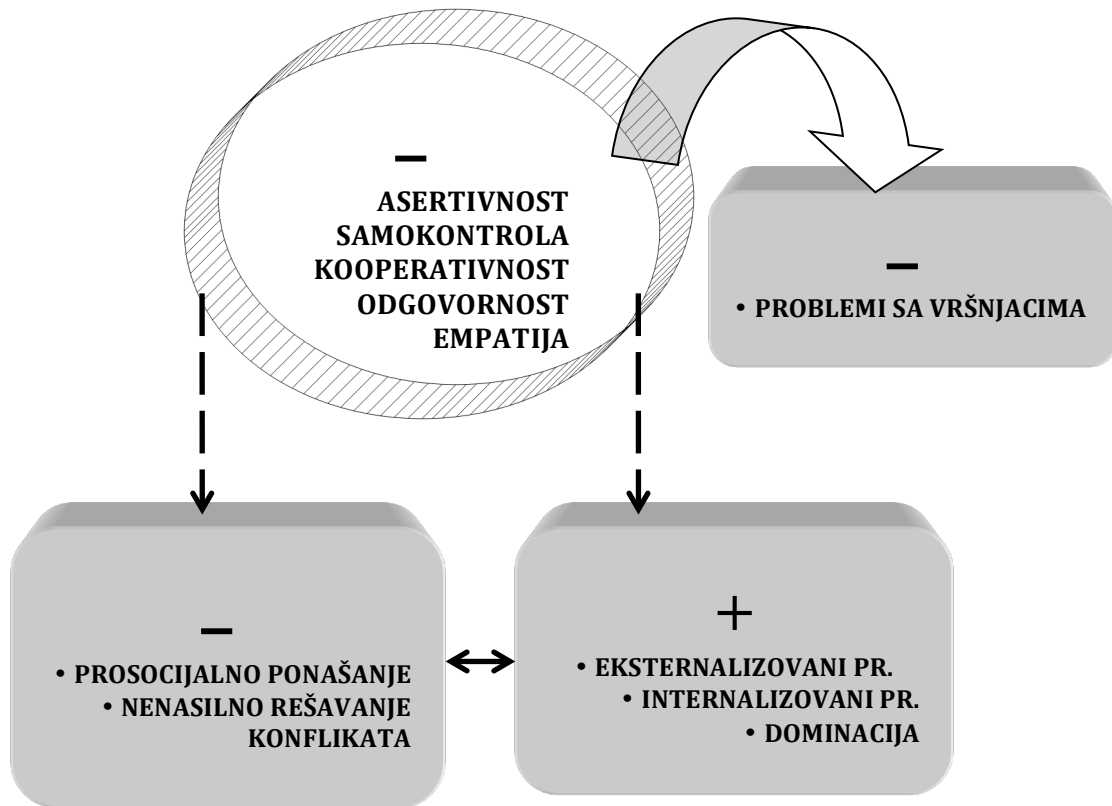 –
ASERTIVNOST
SAMOKONTROLA
KOOPERATIVNOST
ODGOVORNOST
EMPATIJA
–
• PROBLEMI SA VRŠNJACIMA
–
• PROSOCIJALNO PONAŠANJE
• NENASILNO REŠAVANJE
KONFLIKATA
+
• EKSTERNALIZOVANI PR.
• INTERNALIZOVANI PR.
• DOMINACIJA